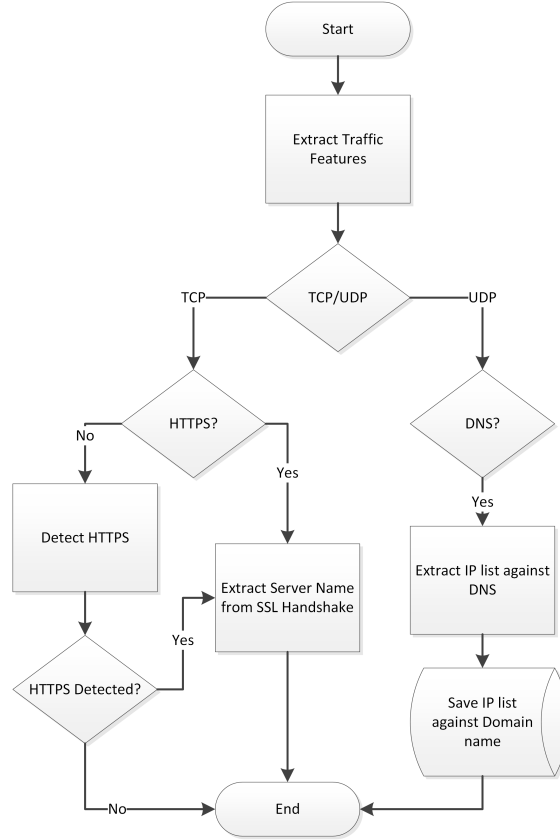 Start
Extract Traffic
Features
TCP/UDP
TCP
UDP
HTTPS?
DNS?
No
Yes
Yes
Detect HTTPS
Extract Server Name
from SSL Handshake
Extract IP list against
DNS
HTTPS Detected?
Yes
Save IP list
against Domain
name
No
End